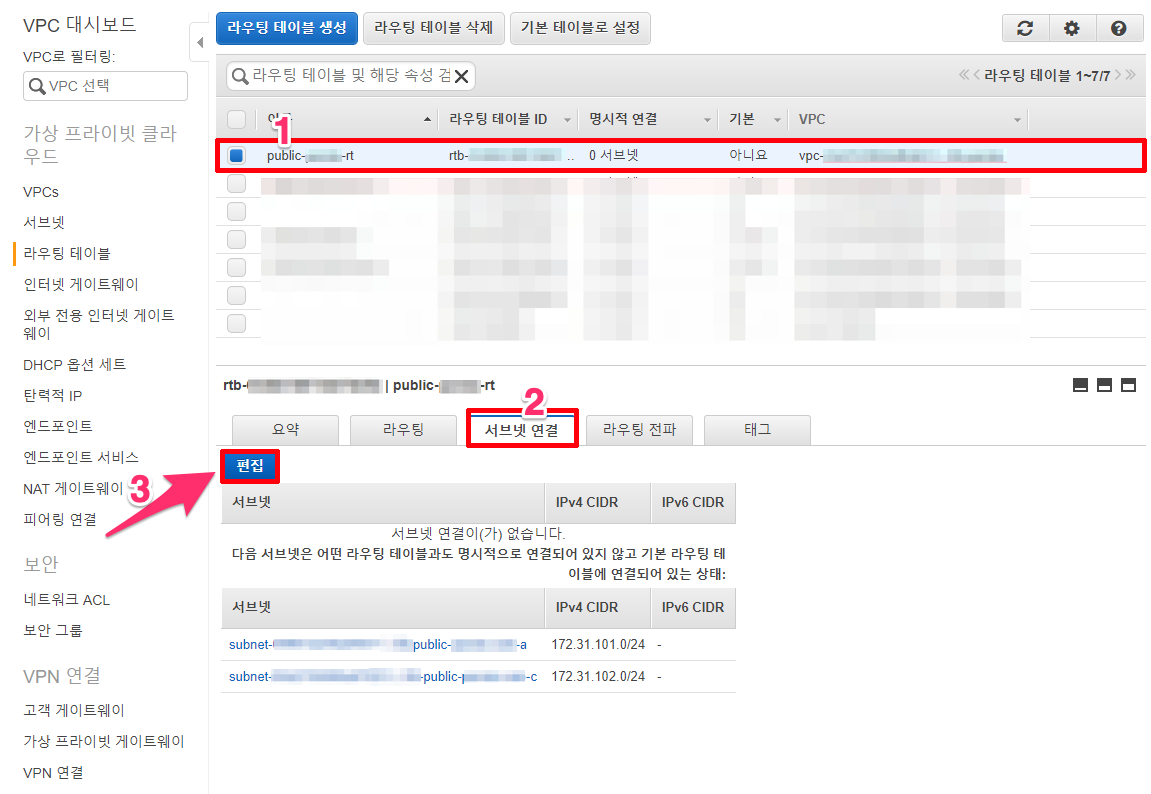 VPC 대시보드
VPC로 필터링:
VPC 선택
가상 프라이빗 클라
우드
VPCs
서브넷
라우팅 테이블
인터넷 게이트웨이
외부 전용 인터넷 게이트
웨이
DHCP 옵션 세트
탄력적 IP
엔드포인트
엔드포인트 서비스
NAT 게이트웨이
피어링 연결
보안
네트워크 ACL
보안 그룹
VPN 연결
고객 게이트웨이
가상 프라이빗 게이트웨이
VPN 연결
라우팅 테이블 생성 라우팅 테이블 삭제 기본 테이블로 설정
라우팅 테이블 및 해당 속성 검
라우팅 테이블 1~7/7
라우팅 테이블 ID 명시적 연결 기본 VPC
1
public- -rt rtb- .. 0 서브넷 아니요 vpc-
rtb- | public- -rt
2
요약 라우팅 서브넷 연결 라우팅 전파 태그
3
편집
서브넷 IPv4 CIDR IPv6 CIDR
서브넷 연결이(가) 없습니다.
다음 서브넷은 어떤 라우팅 테이블과도 명시적으로 연결되어 있지 않고 기본 라우팅 테
이블에 연결되어 있는 상태:
서브넷 IPv4 CIDR IPv6 CIDR
subnet- public- -a 172.31.101.0/24 -
subnet- -public- -c 172.31.102.0/24 -